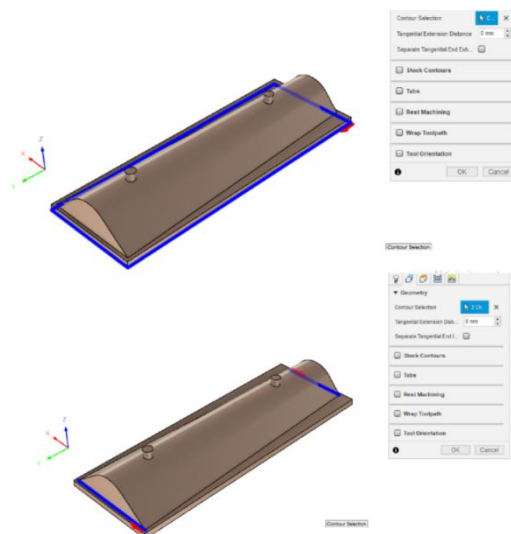 Contour Selection
Tangential Extension Distance 0 mm
Separate Tangential End Ext...
Stock Contours
Tabs
Rest Machining
Wrap Toolpath
Tool Orientation
OK Cancel
Z
X
Y
Contour Selection
Geometry
Contour Selection
Tangential Extension Dist... 0 mm
Separate Tangential End
Stock Contours
Tabs
Rest Machining
Wrap Toolpath
Tool Orientation
OK Cancel
Z
X
Y
Contour Selection